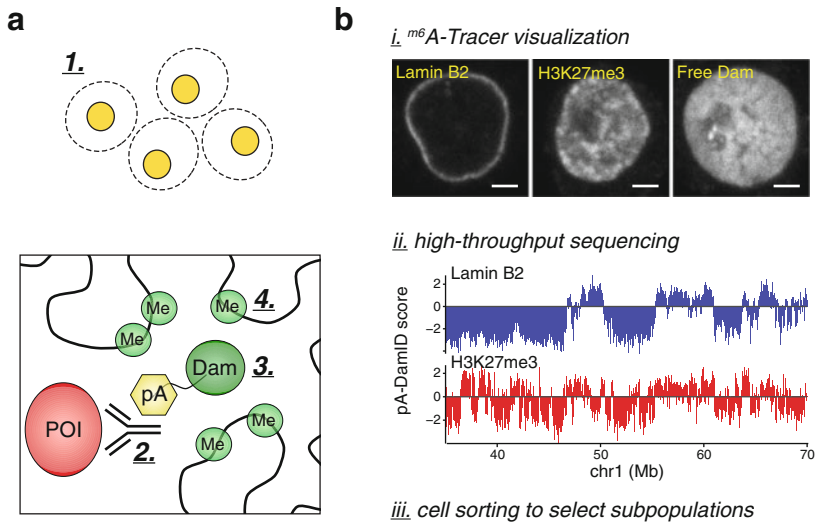 a
1.
Me
Me
Me
4.
Dam
3.
pA
POI
2.
Me
Me
b
i. m6A-Tracer visualization
Lamin B2
H3K27me3
Free Dam
ii. high-throughput sequencing
pA-DamID score
Lamin B2
2
0
−2
H3K27me3
2
0
−2
40
50
60
70
chr1 (Mb)
iii. cell sorting to select subpopulations